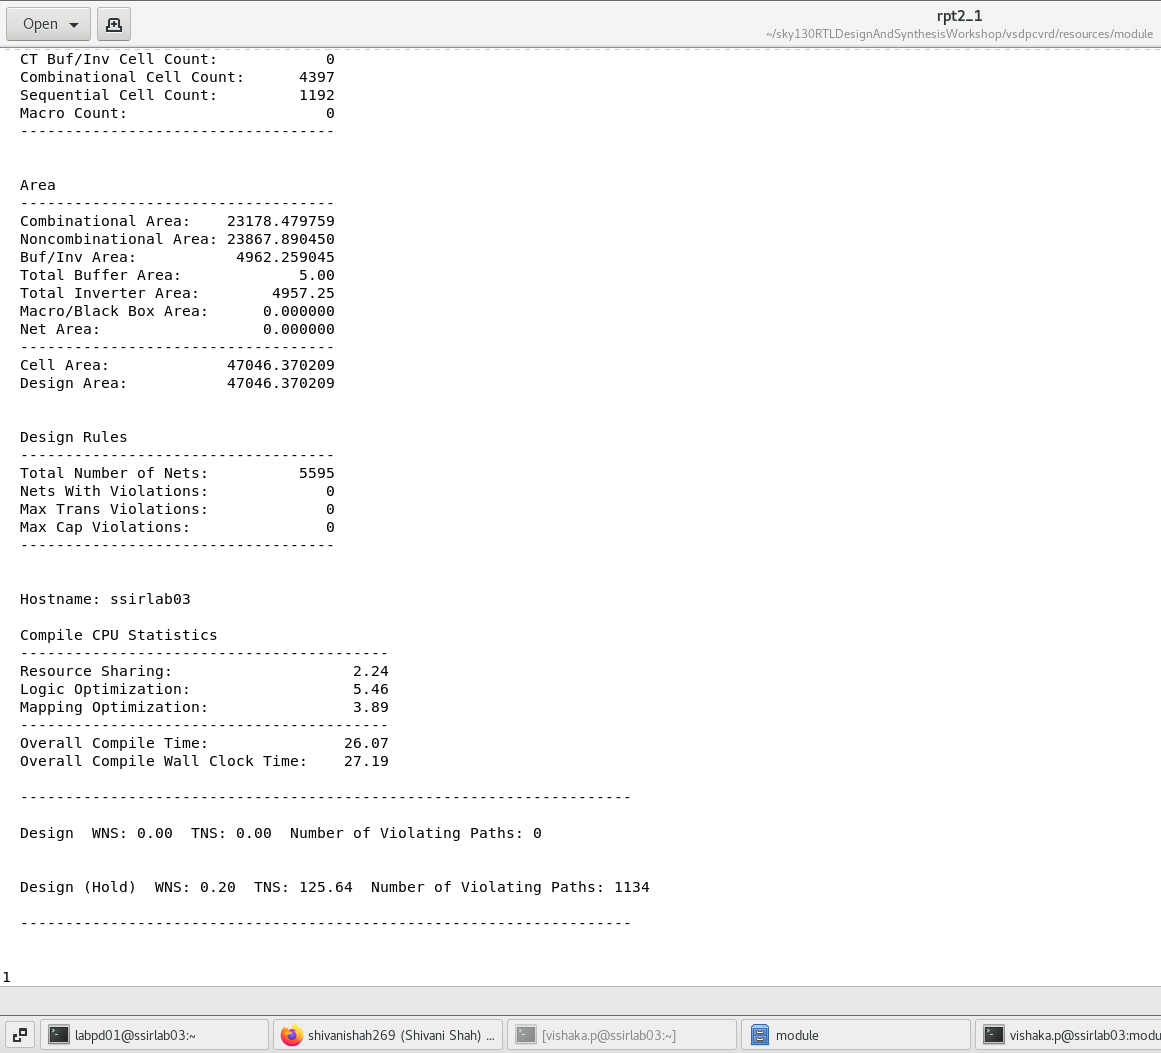 Open
rpt2_1
~/sky130RTLDesignAndSynthesisWorkshop/vsdpcvrd/resources/module
CT Buf/Inv Cell Count: 0
Combinational Cell Count: 4397
Sequential Cell Count: 1192
Macro Count: 0
-----------------------------------
Area
-----------------------------------
Combinational Area: 23178.479759
Noncombinational Area: 23867.890450
Buf/Inv Area: 4962.259045
Total Buffer Area: 5.00
Total Inverter Area: 4957.25
Macro/Black Box Area: 0.000000
Net Area: 0.000000
-----------------------------------
Cell Area: 47046.370209
Design Area: 47046.370209
Design Rules
-----------------------------------
Total Number of Nets: 5595
Nets With Violations: 0
Max Trans Violations: 0
Max Cap Violations: 0
-----------------------------------
Hostname: ssirlab03
Compile CPU Statistics
-----------------------------------------
Resource Sharing: 2.24
Logic Optimization: 5.46
Mapping Optimization: 3.89
-----------------------------------------
Overall Compile Time: 26.07
Overall Compile Wall Clock Time: 27.19
--------------------------------------------------------------------
Design  WNS: 0.00  TNS: 0.00  Number of Violating Paths: 0
Design (Hold)  WNS: 0.20  TNS: 125.64  Number of Violating Paths: 1134
--------------------------------------------------------------------
1
labpd01@ssirlab03:~
shivanishah269 (Shivani Shah) ...
[vishaka.p@ssirlab03:~]
module
vishaka.p@ssirlab03:modu